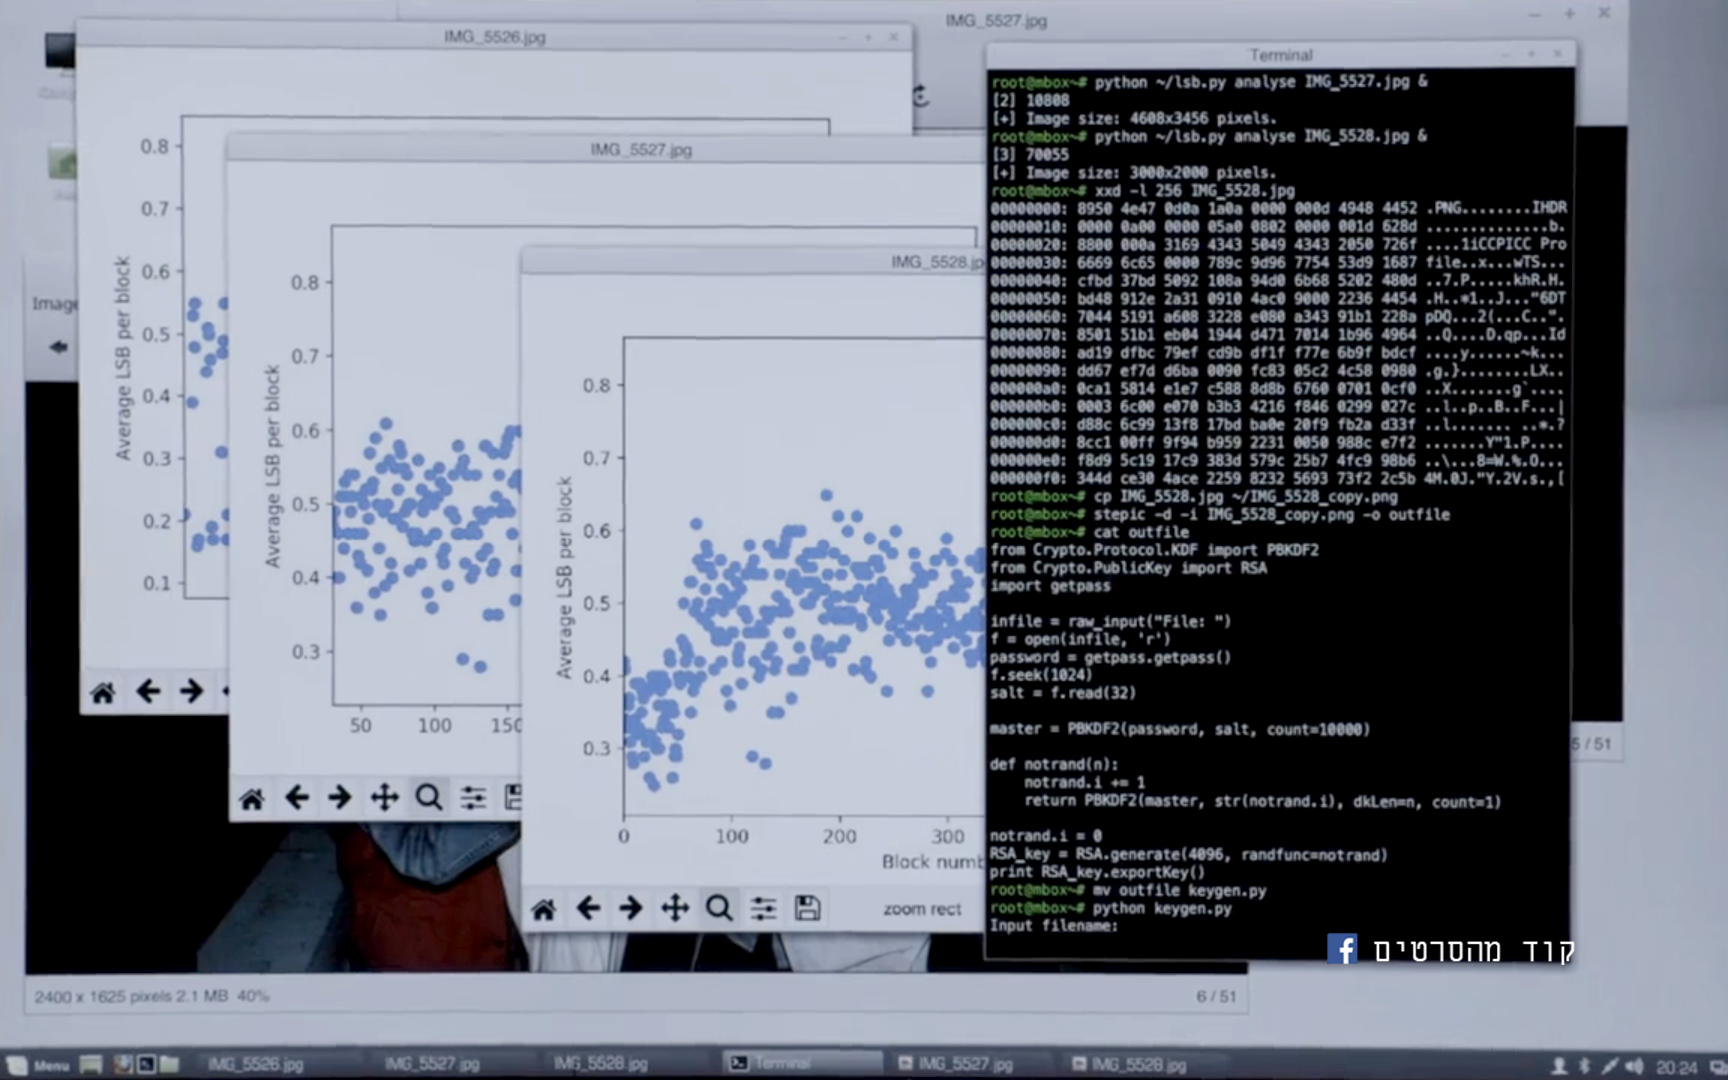 IMG_5527.jpg
IMG_5526.jpg
0.8
0.7
0.6
0.5
0.4
0.3
0.2
0.1
Average LSB per block
Image
IMG_5527.jpg
0.8
0.7
0.6
0.5
0.4
0.3
Average LSB per block
50 100 150
IMG_5528.jp
0.8
0.7
0.6
0.5
0.4
0.3
Average LSB per block
0 100 200 300
Block numb
zoom rect
Terminal
root@mbox~# python ~/lsb.py analyse IMG_5527.jpg &
[2] 10808
[+] Image size: 4608x3456 pixels.
root@mbox~# python ~/lsb.py analyse IMG_5528.jpg &
[3] 70055
[+] Image size: 3000x2000 pixels.
root@mbox~# xxd -l 256 IMG_5528.jpg
00000000: 8950 4e47 0d0a 1a0a 0000 000d 4948 4452 .PNG........IHDR
00000010: 0000 0a00 0000 05a0 0802 0000 001d 628d ..............b.
00000020: 8800 000a 3169 4343 5049 4343 2050 726f ....1iCCPICC Pro
00000030: 6669 6c65 0000 789c 9d96 7754 53d9 1687 file..x...wTS...
00000040: cfbd 37bd 5092 108a 94d0 6b68 5202 480d ..7.P.....khR.H.
00000050: bd48 912e 2a31 0910 4ac0 9000 2236 4454 .H..*1..J..."6DT
00000060: 7044 5191 a608 3228 e080 a343 91b1 228a pDQ...2(...C..".
00000070: 8501 51b1 eb04 1944 d471 7014 1b96 4964 ..Q....D.qp...Id
00000080: ad19 dfbc 79ef cd9b df1f f77e 6b9f bdcf ....y......~k...
00000090: dd67 ef7d d6ba 0090 fc83 05c2 4c58 0980 .g.}........LX..
000000a0: 0ca1 5814 e1e7 c588 8d8b 6760 0701 0cf0 ..X.......g`....
000000b0: 0003 6c00 e070 b3b3 4216 f846 0299 027c ..l..p..B..F...|
000000c0: d88c 6c99 13f8 17bd ba0e 20f9 fb2a d33f ..l....... ..*.?
000000d0: 8cc1 00ff 9f94 b959 2231 0050 988c e7f2 .......Y"1.P....
000000e0: f8d9 5c19 17c9 383d 579c 25b7 4fc9 98b6 ..\...8=W.%.O...
000000f0: 344d ce30 4ace 2259 8232 5693 73f2 2c5b 4M.0J."Y.2V.s.,[
root@mbox~# cp IMG_5528.jpg ~/IMG_5528_copy.png
root@mbox~# stepic -d -i IMG_5528_copy.png -o outfile
root@mbox~# cat outfile
from Crypto.Protocol.KDF import PBKDF2
from Crypto.PublicKey import RSA
import getpass
infile = raw_input("File: ")
f = open(infile, 'r')
password = getpass.getpass()
f.seek(1024)
salt = f.read(32)
master = PBKDF2(password, salt, count=10000)
def notrand(n):
notrand.i += 1
return PBKDF2(master, str(notrand.i), dkLen=n, count=1)
notrand.i = 0
RSA_key = RSA.generate(4096, randfunc=notrand)
print RSA_key.exportKey()
root@mbox~# mv outfile keygen.py
root@mbox~# python keygen.py
Input filename:
קוד מהסרטים
5 / 51
2400 x 1625 pixels 2.1 MB 40%
6 / 51
Menu IMG_5526.jpg IMG_5527.jpg IMG_5528.jpg Terminal IMG_5527.jpg IMG_5528.jpg 20:24